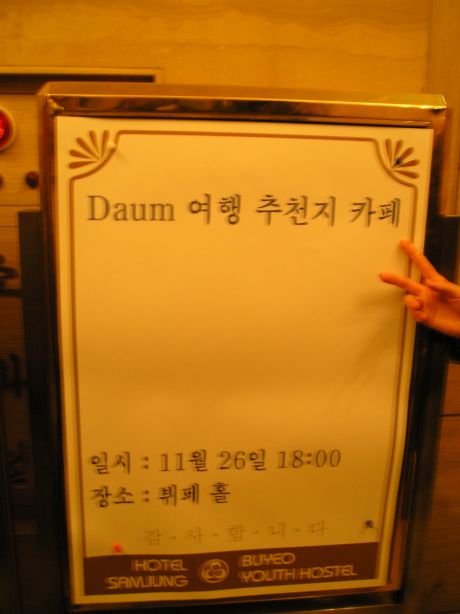 Daum 여행 추천지 카페
일시 : 11월 26일 18:00
장소 : 뷔페 홀
감·사·합·니·다
HOTEL SAMJUNG
BUYEO YOUTH HOSTEL